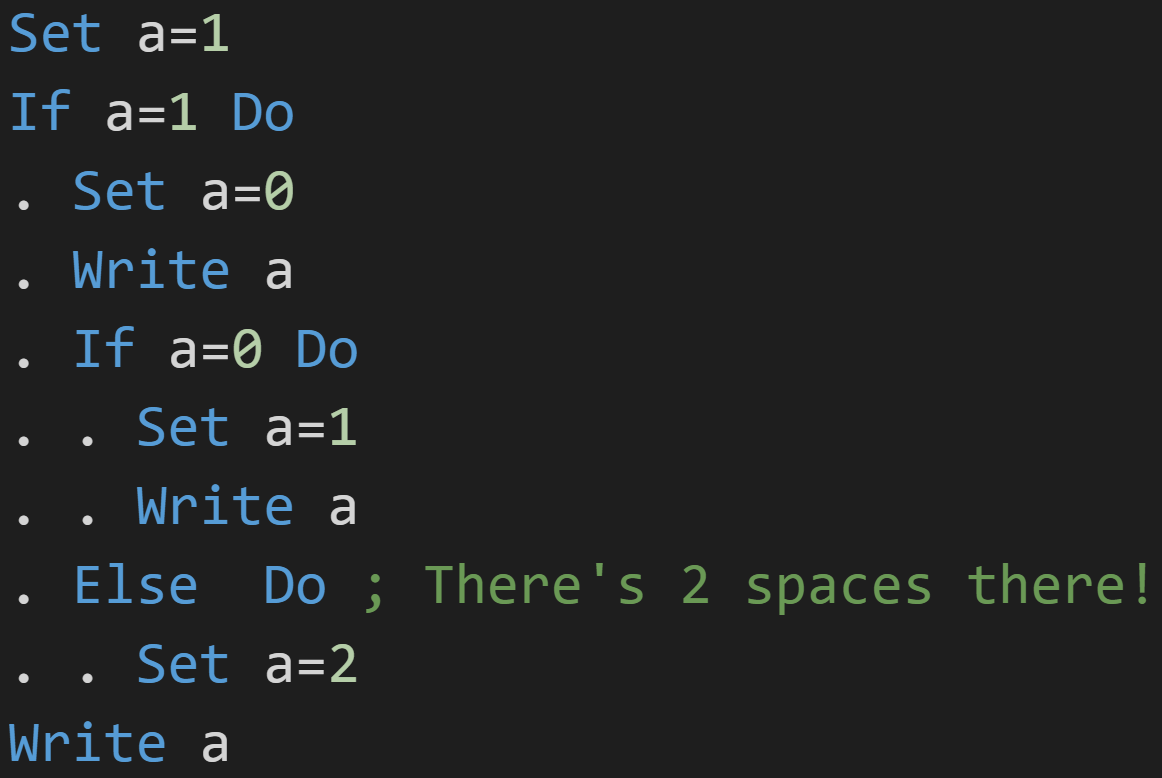 Set a=1
If a=1 Do
. Set a=0
. Write a
. If a=0 Do
. . Set a=1
. . Write a
. Else  Do ; There's 2 spaces there!
. . Set a=2
Write a